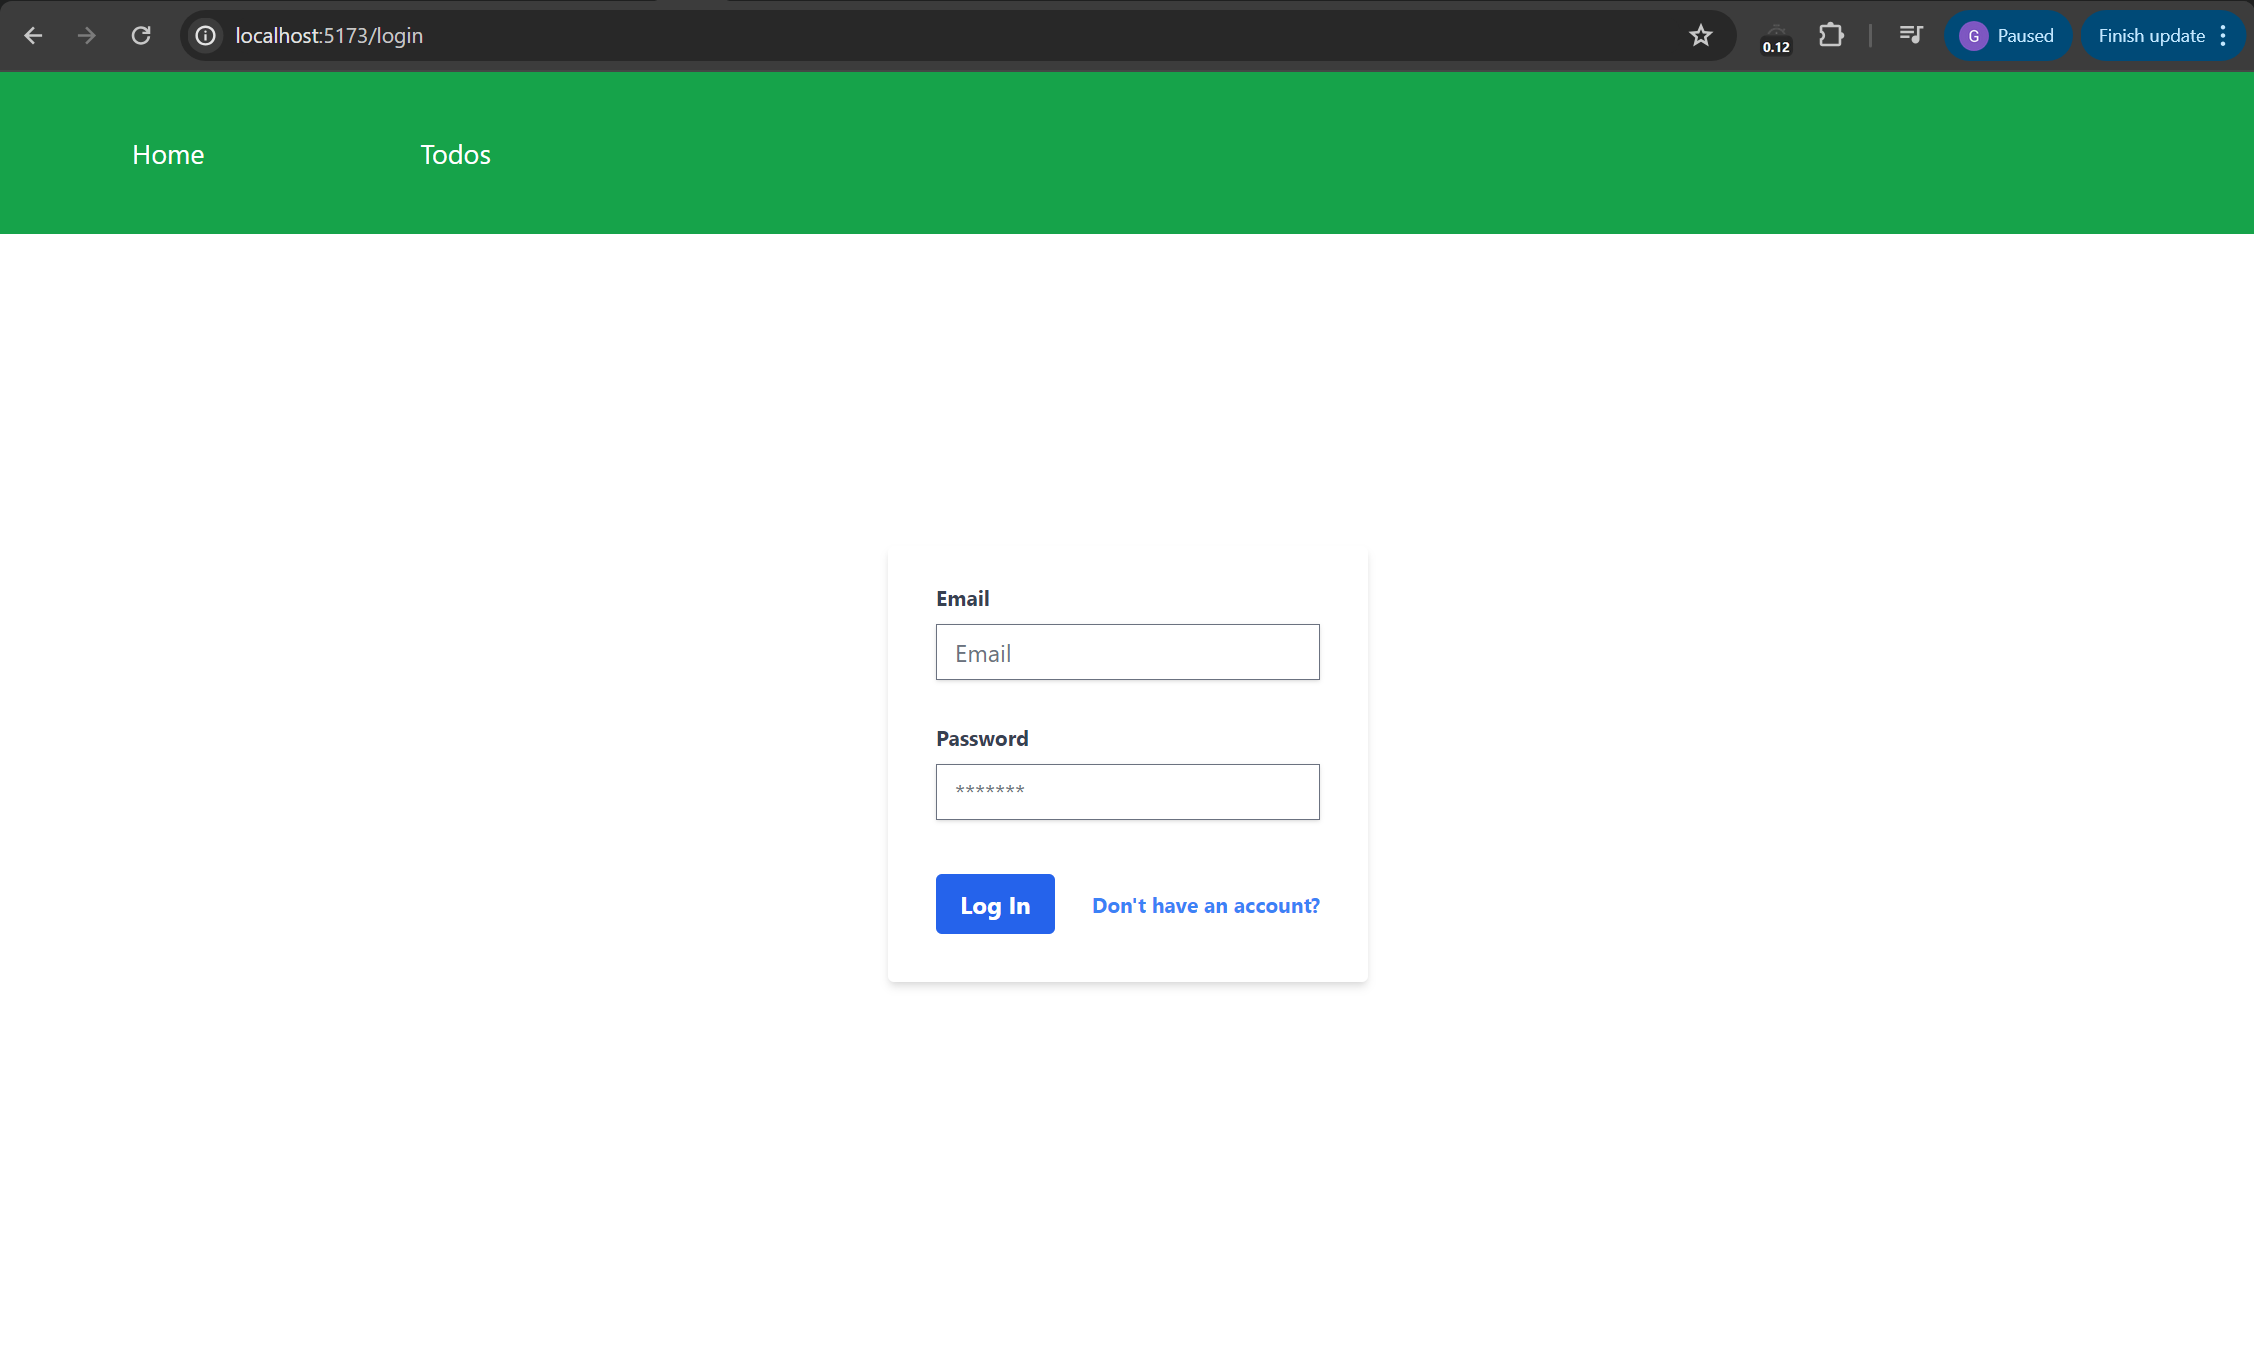 localhost:5173/login
0.12
G Paused
Finish update
Home Todos
Email
Email
Password
*******
Log In Don't have an account?